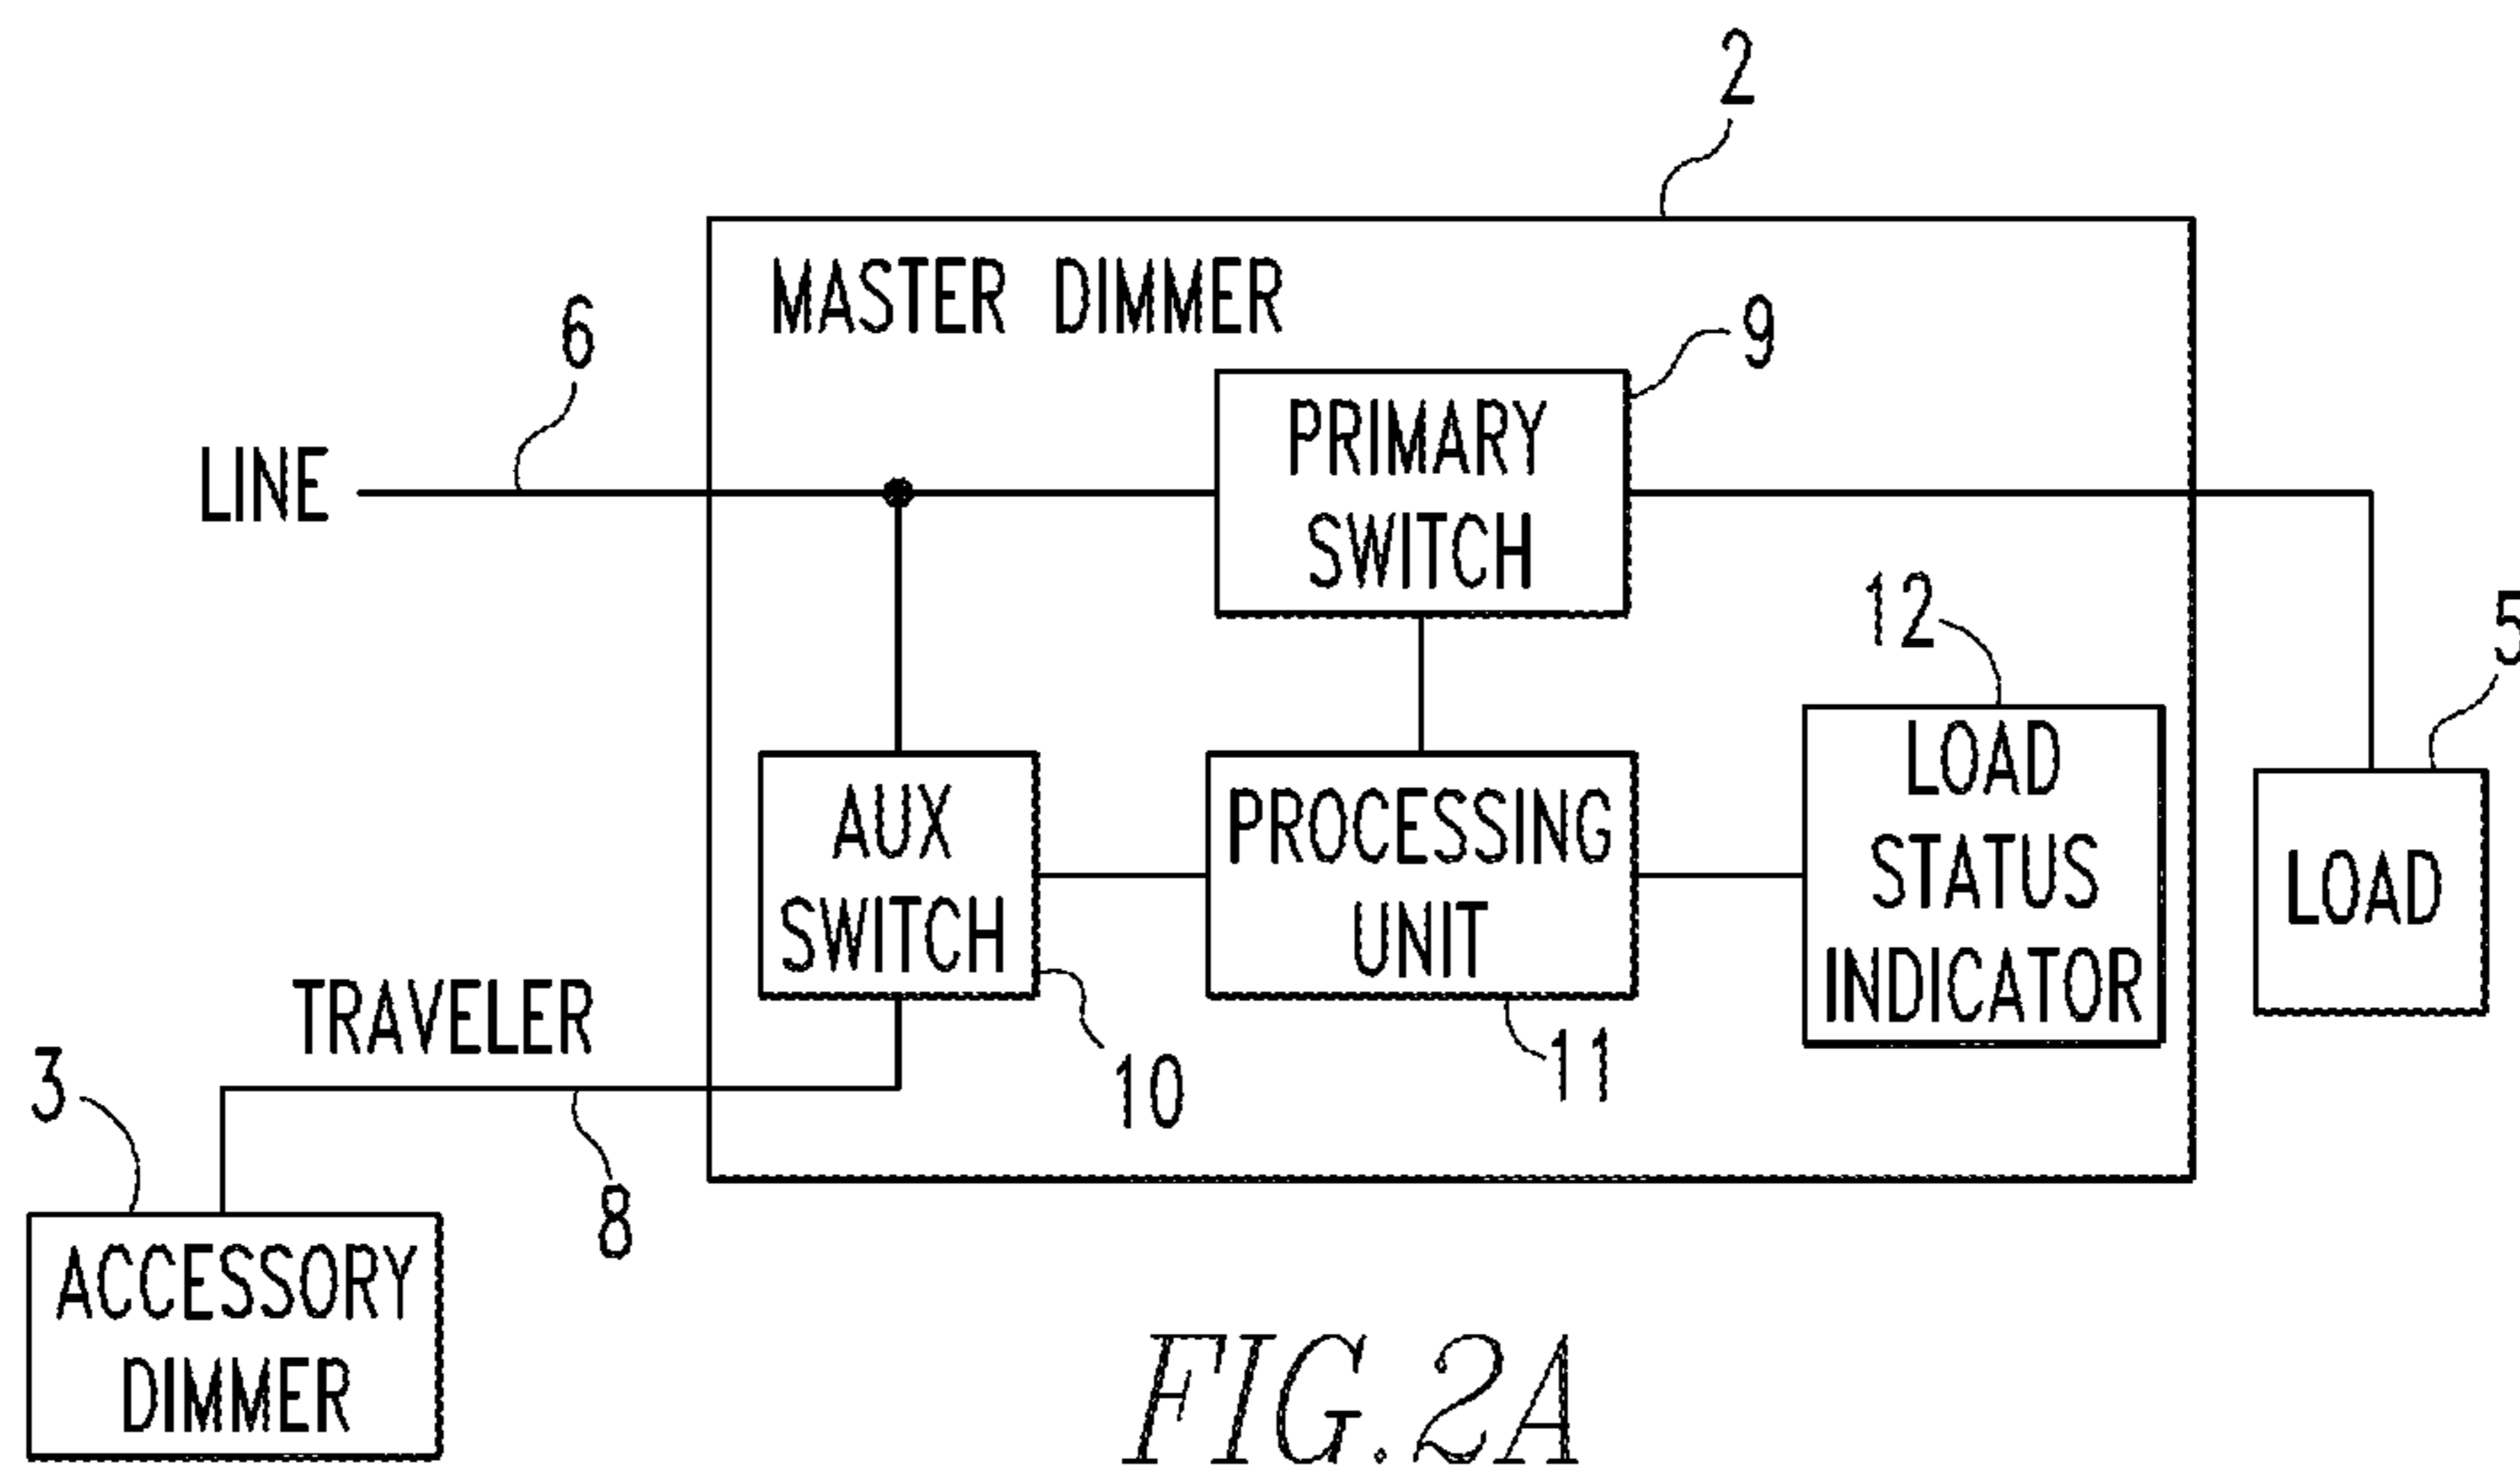 2
MASTER DIMMER
6
9
LINE
PRIMARY
SWITCH
12
5
AUX
SWITCH
PROCESSING
UNIT
LOAD
STATUS
INDICATOR
LOAD
TRAVELER
3
10
11
8
ACCESSORY
DIMMER
FIG. 2A